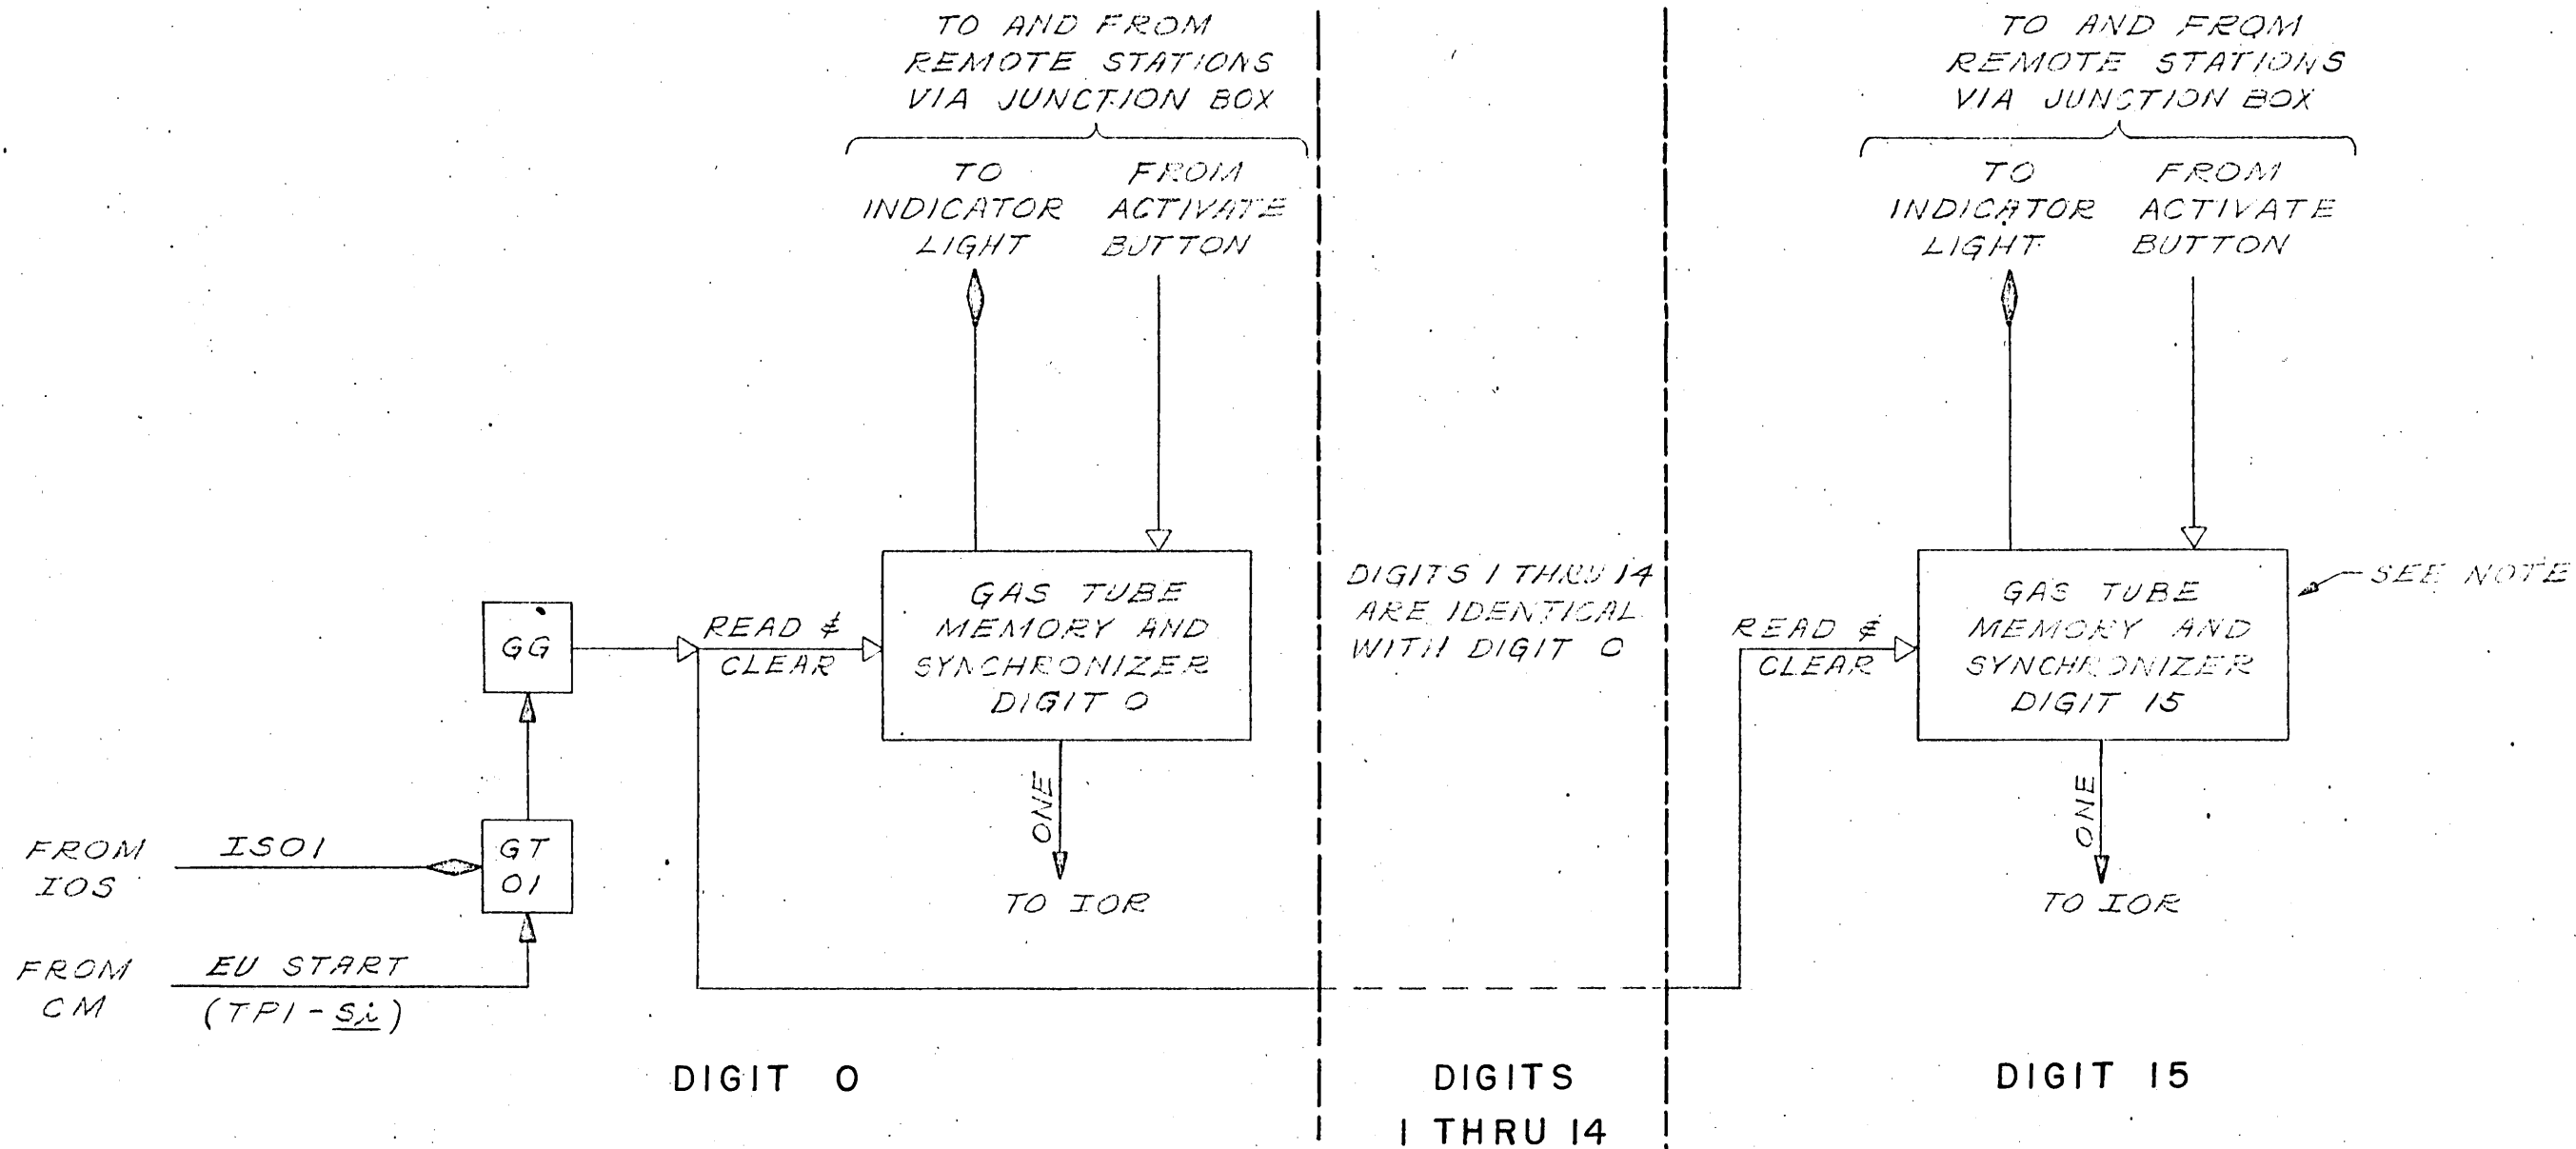 TO AND FROM
REMOTE STATIONS
VIA JUNCTION BOX
TO
INDICATOR
LIGHT
FROM
ACTIVATE
BUTTON
GG
READ &
CLEAR
GAS TUBE
MEMORY AND
SYNCHRONIZER
DIGIT 0
ONE
TO IOR
FROM
IOS
ISO1
GT
01
FROM
CM
EU START
(TP1-si)
DIGIT 0
DIGITS 1 THRU 14
ARE IDENTICAL
WITH DIGIT 0
DIGITS
1 THRU 14
TO AND FROM
REMOTE STATIONS
VIA JUNCTION BOX
TO
INDICATOR
LIGHT
FROM
ACTIVATE
BUTTON
READ &
CLEAR
GAS TUBE
MEMORY AND
SYNCHRONIZER
DIGIT 15
SEE NOTE
ONE
TO IOR
DIGIT 15